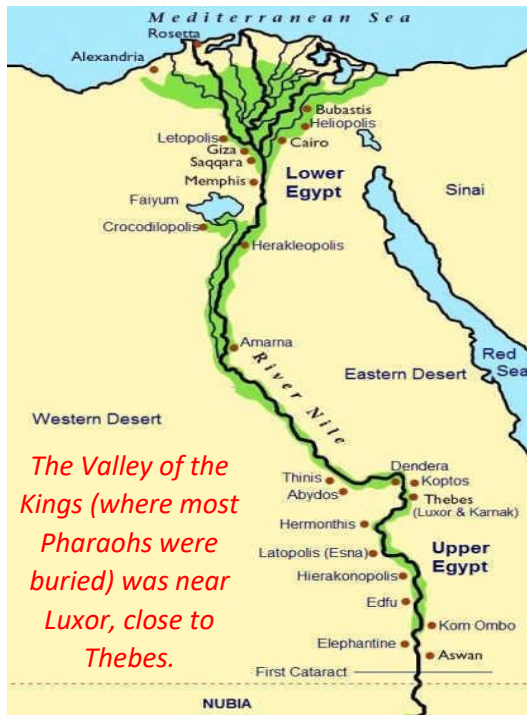 Mediterranean Sea
Rosetta
Alexandria
Bubastis
Heliopolis
Letopolis
Giza
Cairo
Saqqara
Lower
Egypt
Memphis
Sinai
Faiyum
Crocodilopolis
Herakleopolis
Amarna
River Nile
Red
Sea
Eastern Desert
Western Desert
The Valley of the
Kings (where most
Pharaohs were
buried) was near
Luxor, close to
Thebes.
Dendera
Thinis
Koptos
Abydos
Thebes
(Luxor & Karnak)
Hermonthis
Latopolis (Esna)
Upper
Egypt
Hierakonopolis
Edfu
Kom Ombo
Elephantine
Aswan
First Cataract
NUBIA